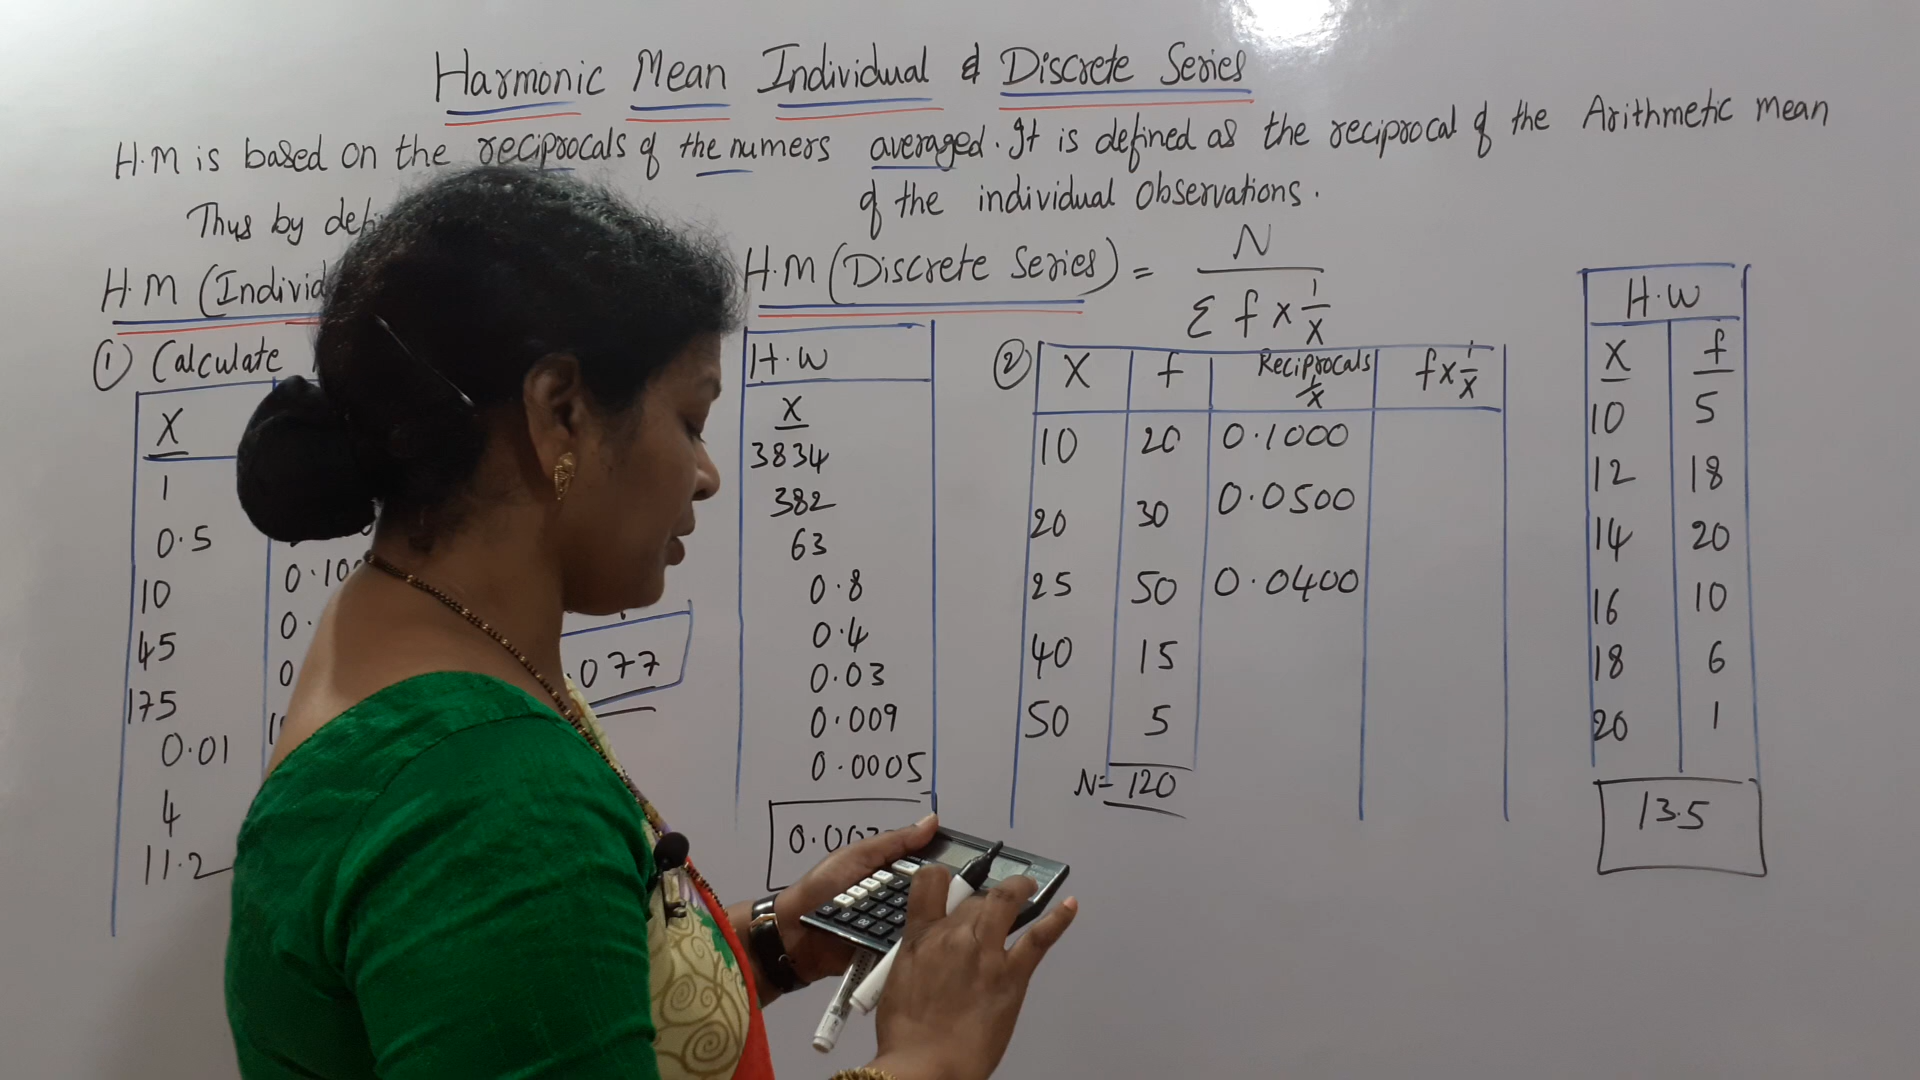 Harmonic Mean Individual & Discrete Series
H.M is based on the reciprocals of the numers averaged. It is defined as the reciprocal of the Arithmetic mean
of the individual Observations.
Thus by
H.M (Individ
H.M (Discrete Series) = N / Σ f x 1/x
① Calculate
X
1
0.5
10 0.100
45 0.
175 0
0.01
4
11.2
.077
H.W
X
3834
382
63
0.8
0.4
0.03
0.009
0.0005
0.003
② X f Reciprocals 1/x f x 1/x
10 20 0.1000
20 30 0.0500
25 50 0.0400
40 15
50 5
N = 120
H.W
X f
10 5
12 18
14 20
16 10
18 6
20 1
13.5